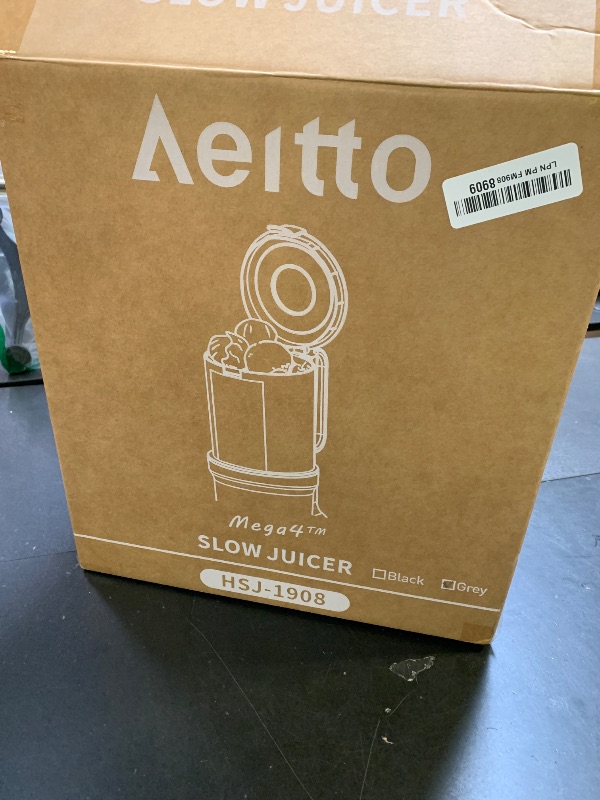 SLOW JUICER
Aeitto
LPN PM FM908 8909
Mega4™
SLOW JUICER
☐Black ☑Grey
HSJ-1908